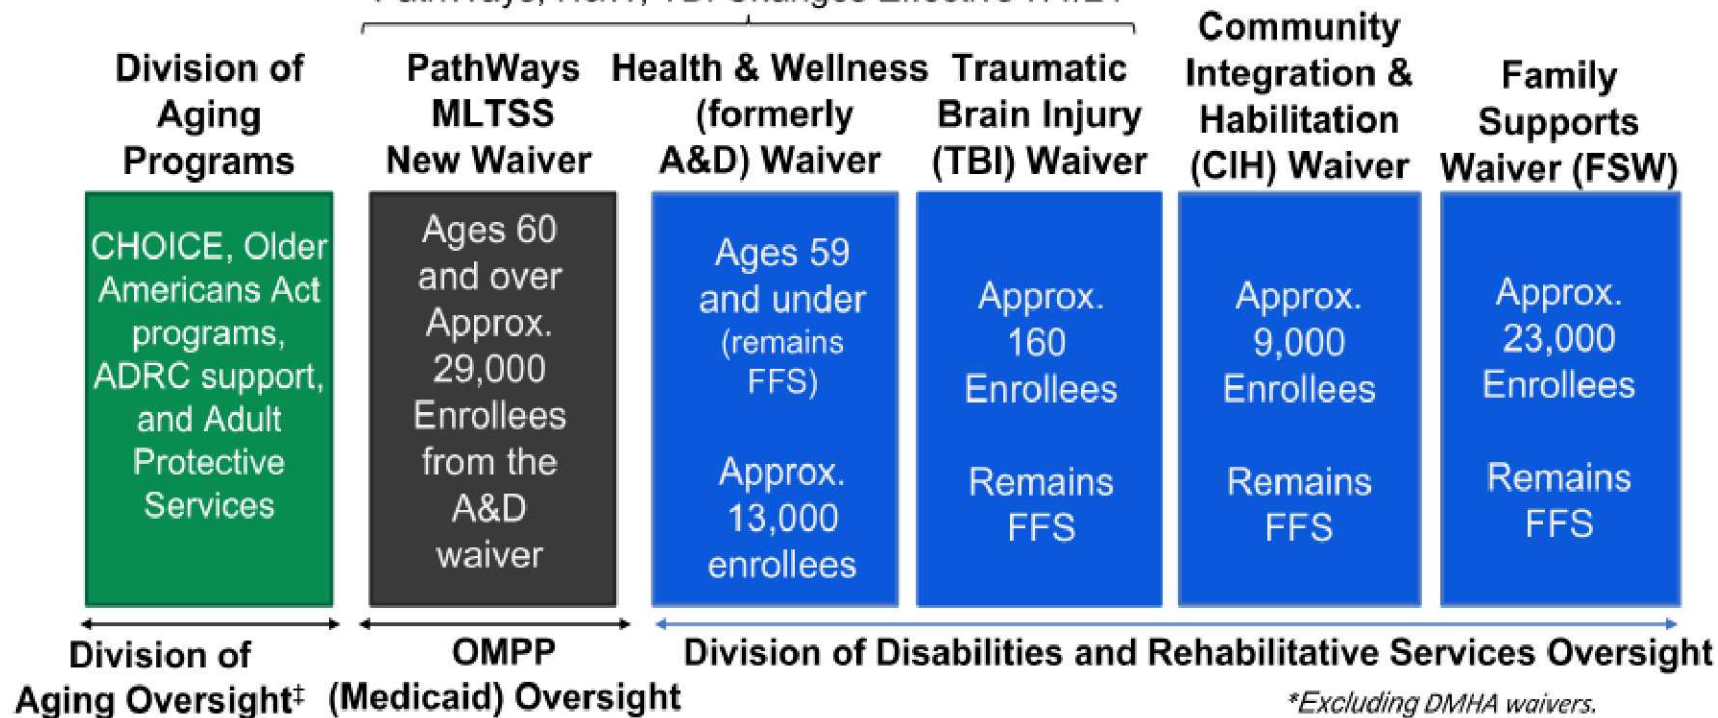 Division of
Aging
Programs
CHOICE, Older
Americans Act
programs,
ADRC support,
and Adult
Protective
Services
Division of
Aging Oversight‡
PathWays
MLTSS
New Waiver
Ages 60
and over
Approx.
29,000
Enrollees
from the
A&D
waiver
OMPP
(Medicaid) Oversight
Health & Wellness
(formerly
A&D) Waiver
Ages 59
and under
(remains
FFS)
Approx.
13,000
enrollees
Traumatic
Brain Injury
(TBI) Waiver
Approx.
160
Enrollees
Remains
FFS
Community
Integration &
Habilitation
(CIH) Waiver
Approx.
9,000
Enrollees
Remains
FFS
Family
Supports
Waiver (FSW)
Approx.
23,000
Enrollees
Remains
FFS
Division of Disabilities and Rehabilitative Services Oversight
*Excluding DMHA waivers.